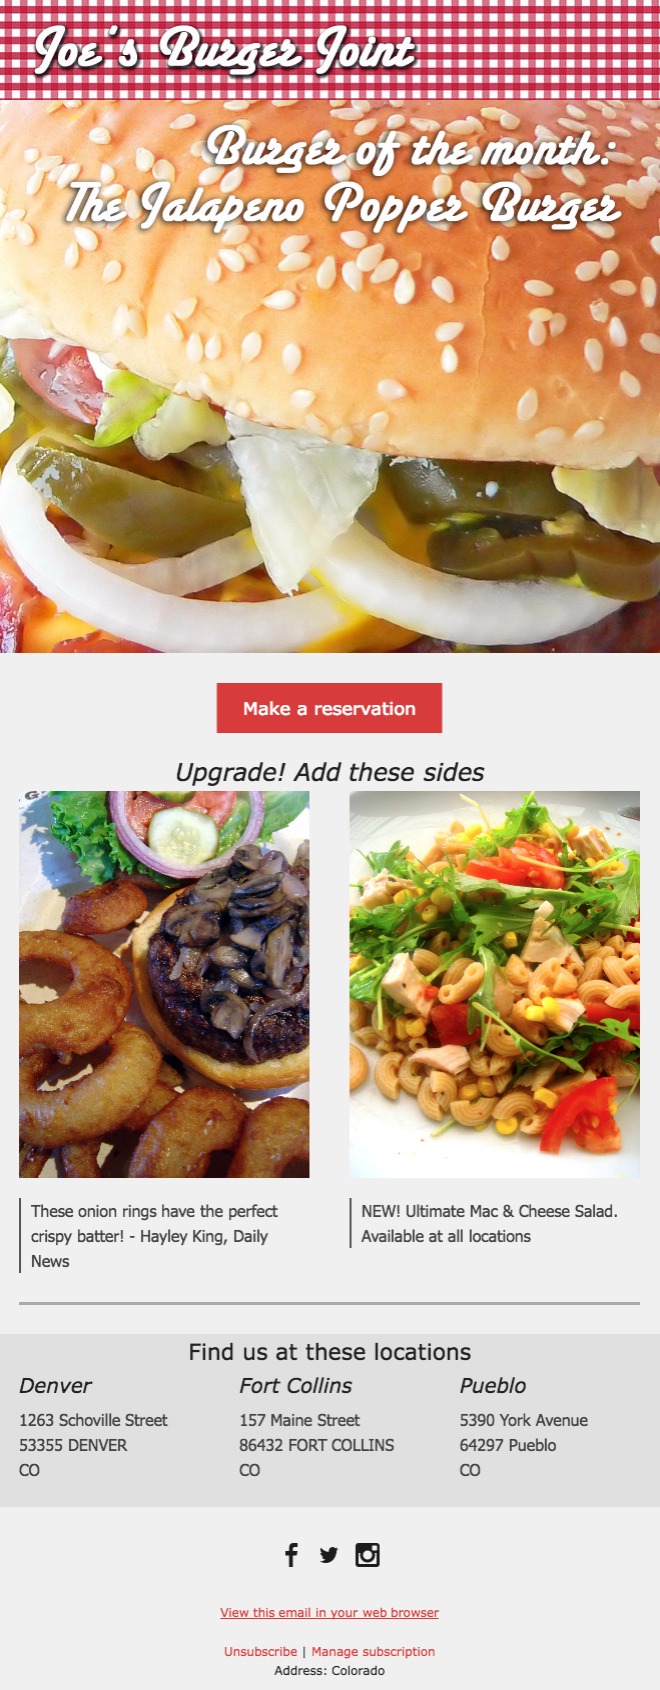 Joe's Burger Joint
Burger of the month:
The Jalapeno Popper Burger
Make a reservation
Upgrade! Add these sides
These onion rings have the perfect
crispy batter! - Hayley King, Daily
News
NEW! Ultimate Mac & Cheese Salad.
Available at all locations
Find us at these locations
Denver
1263 Schoville Street
53355 DENVER
CO
Fort Collins
157 Maine Street
86432 FORT COLLINS
CO
Pueblo
5390 York Avenue
64297 Pueblo
CO
View this email in your web browser
Unsubscribe | Manage subscription
Address: Colorado